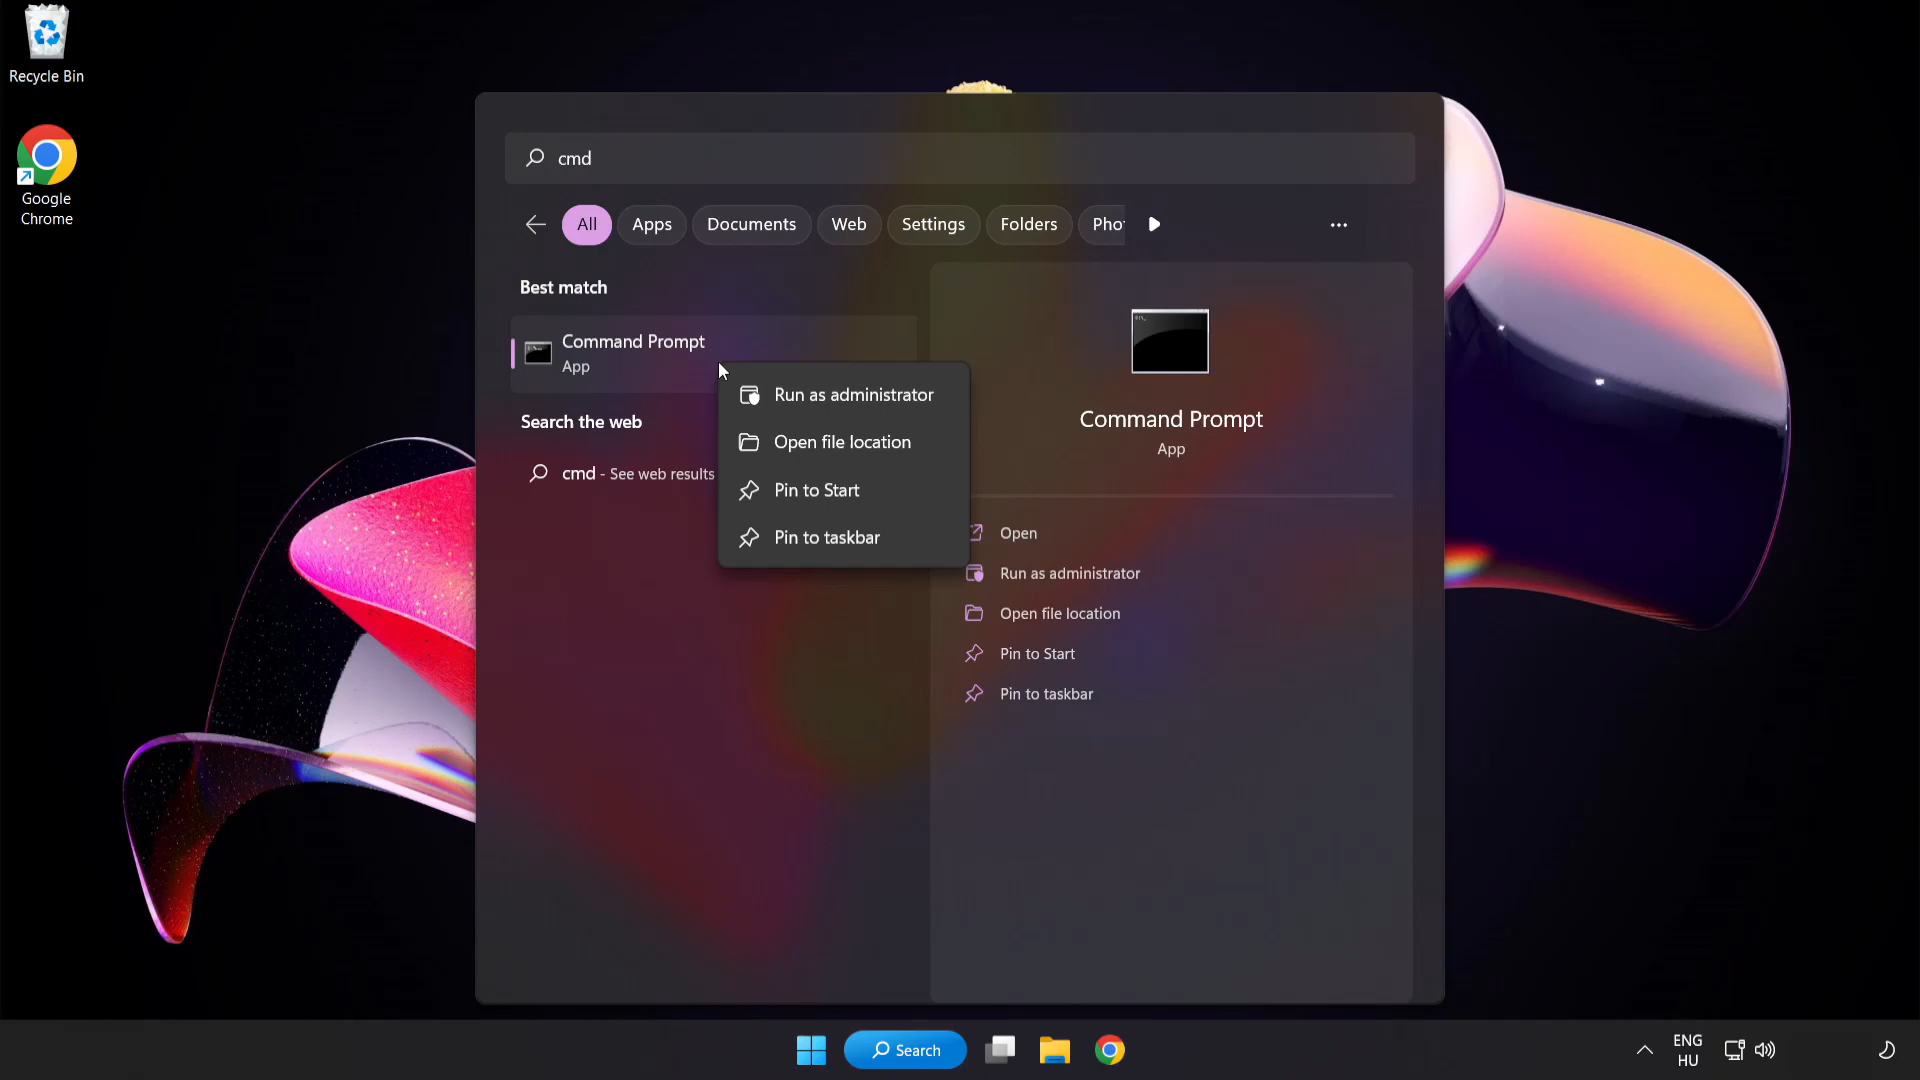 Recycle Bin
Google
Chrome
cmd
All
Apps
Documents
Web
Settings
Folders
Best match
Command Prompt
App
Search the web
cmd - See web results
Run as administrator
Open file location
Pin to Start
Pin to taskbar
Command Prompt
App
Open
Run as administrator
Open file location
Pin to Start
Pin to taskbar
Search
ENG
HU